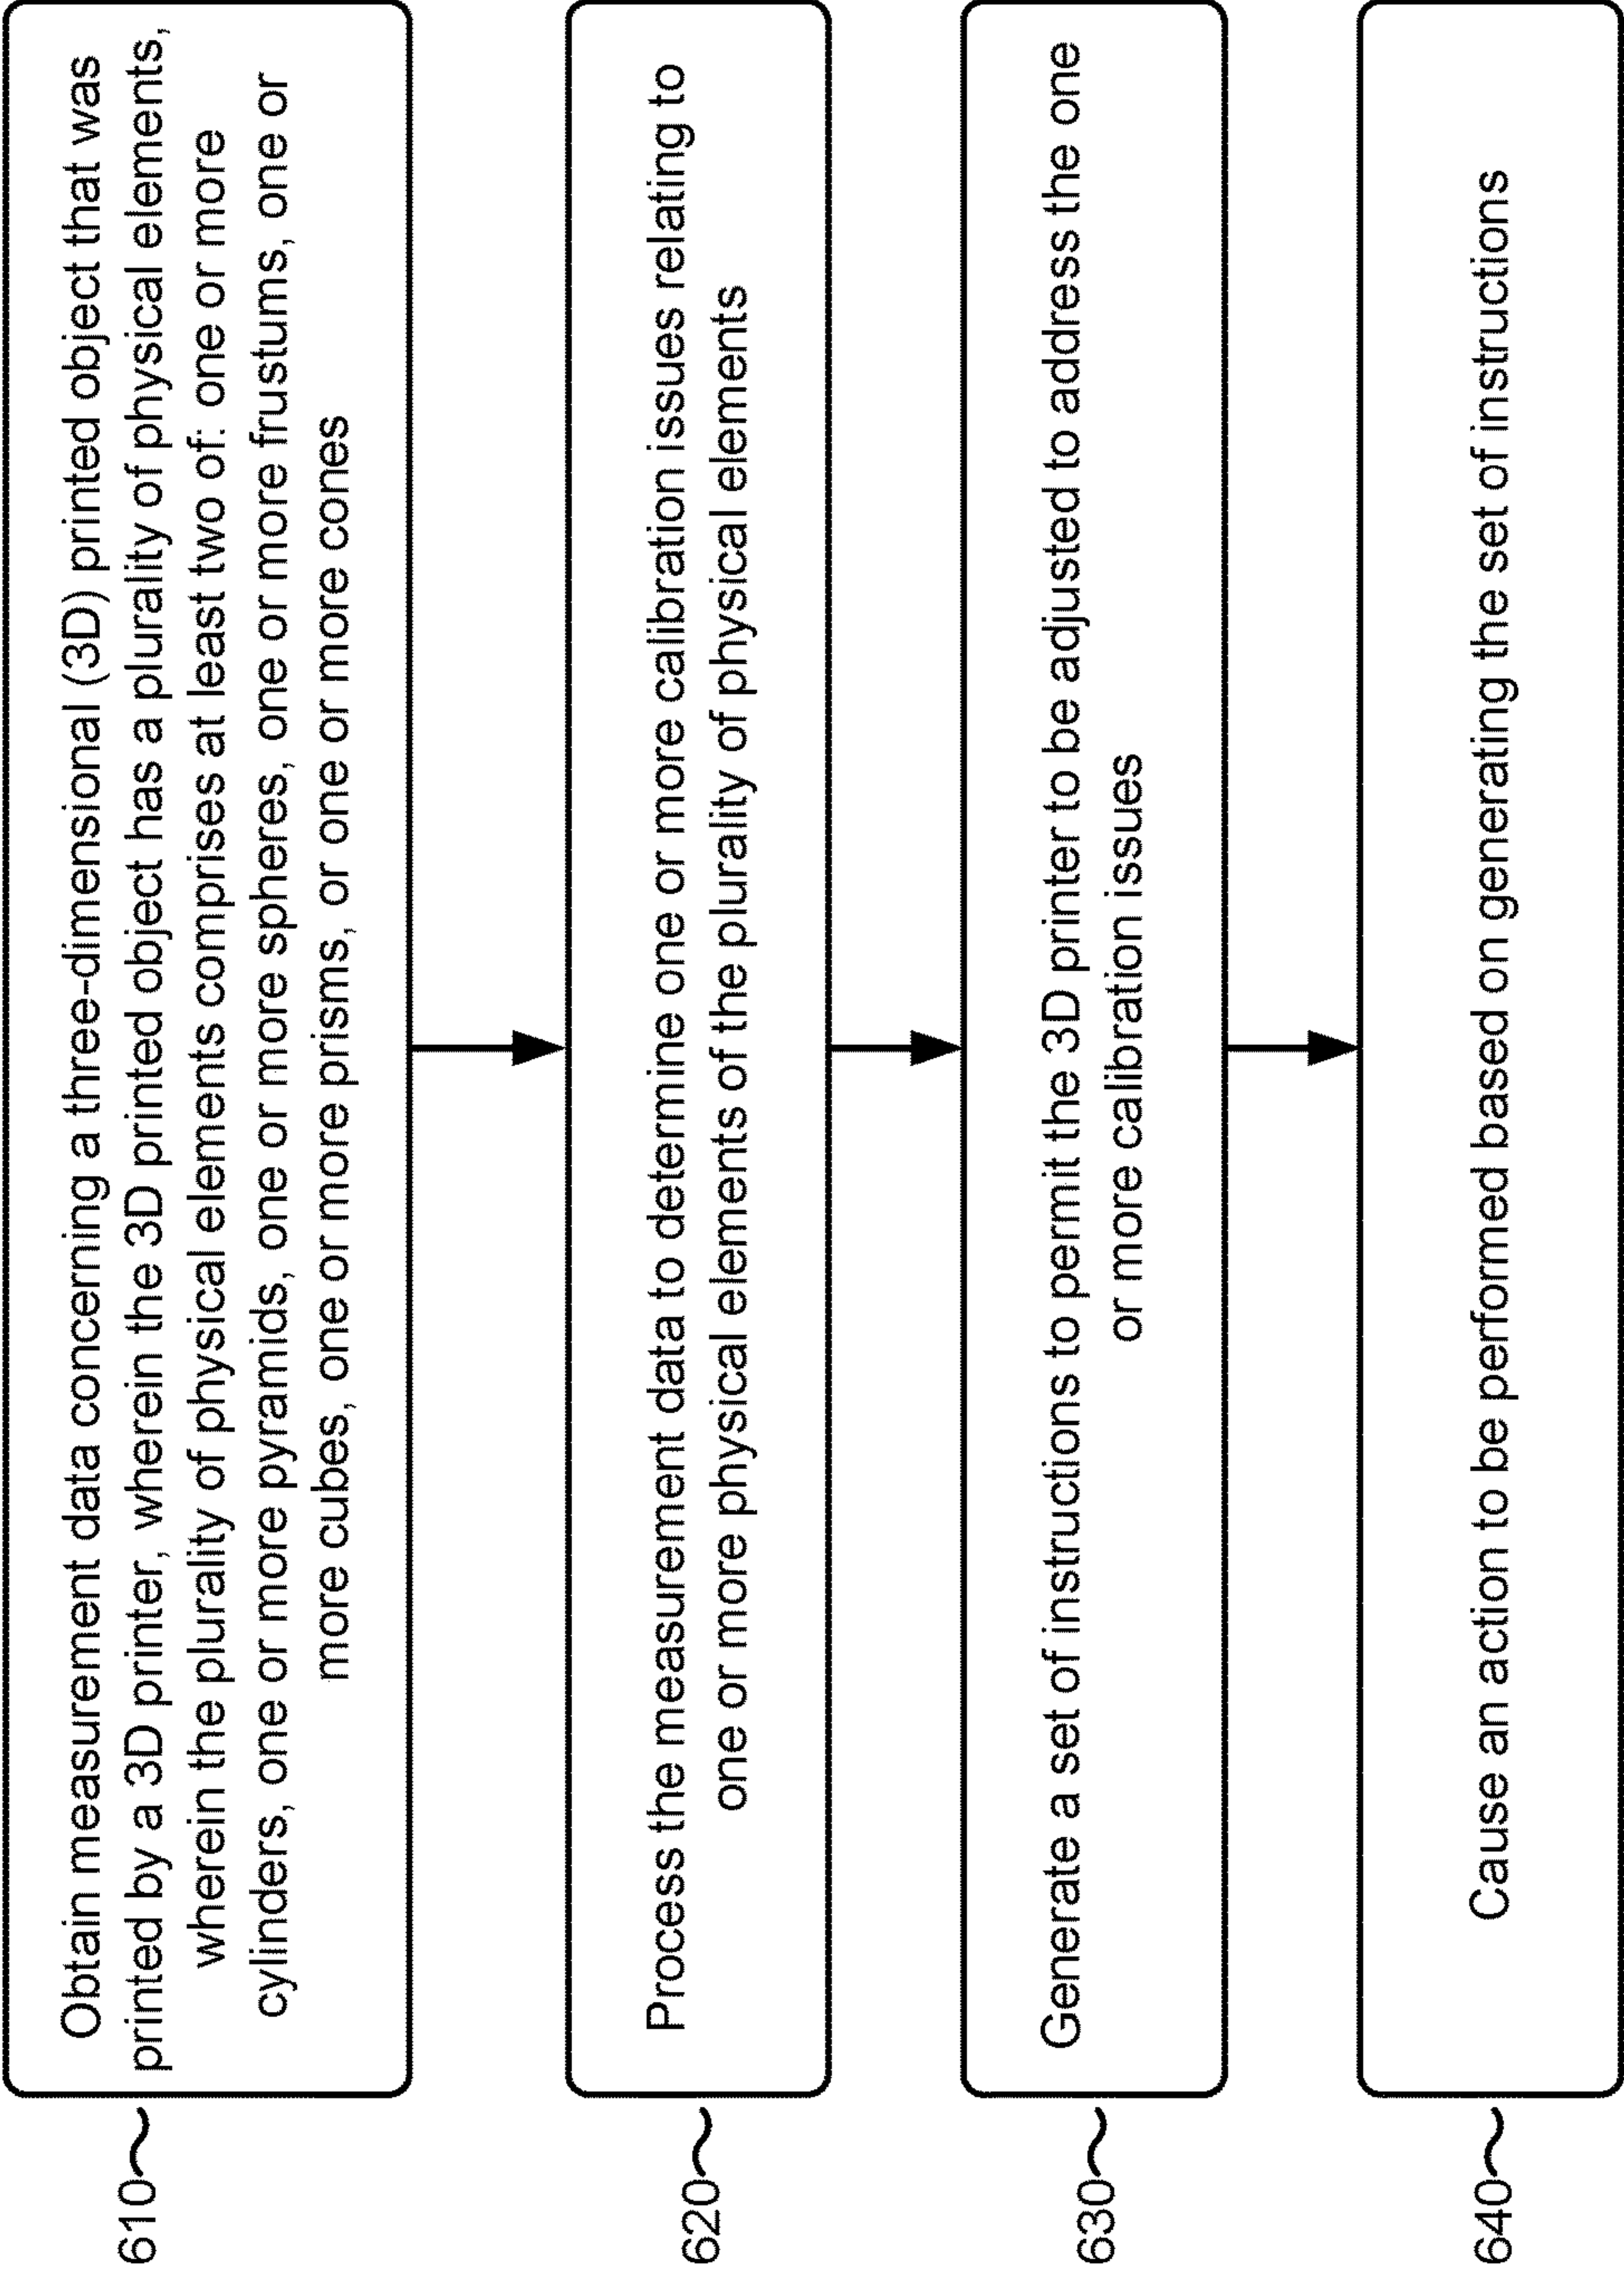 610
Obtain measurement data concerning a three-dimensional (3D) printed object that was
printed by a 3D printer, wherein the 3D printed object has a plurality of physical elements,
wherein the plurality of physical elements comprises at least two of: one or more
cylinders, one or more pyramids, one or more spheres, one or more frustums, one or
more cubes, one or more prisms, or one or more cones
620
Process the measurement data to determine one or more calibration issues relating to
one or more physical elements of the plurality of physical elements
630
Generate a set of instructions to permit the 3D printer to be adjusted to address the one
or more calibration issues
640
Cause an action to be performed based on generating the set of instructions